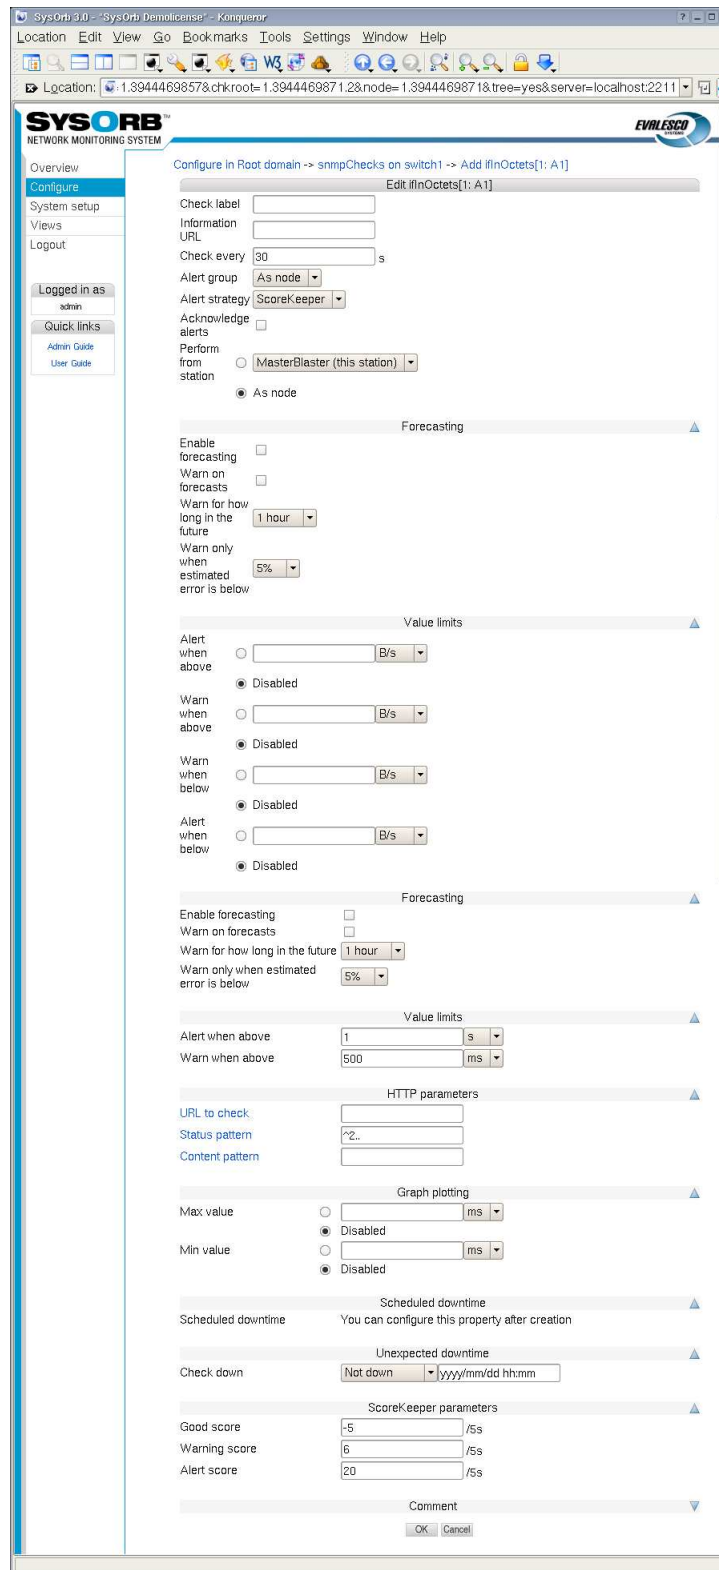 SysOrb 3.0 - "SysOrb Demolicense" - Konqueror
Location Edit View Go Bookmarks Tools Settings Window Help
Location: :1.3944469857&chkroot=1.3944469871.2&node=1.3944469871&tree=yes&server=localhost:2211
SYSORB™
NETWORK MONITORING SYSTEM
EVALESCO
SYSTEMS
Overview
Configure
System setup
Views
Logout
Logged in as
admin
Quick links
Admin Guide
User Guide
Configure in Root domain -> snmpChecks on switch1 -> Add ifInOctets[1: A1]
Edit ifInOctets[1: A1]
Check label
Information
URL
Check every 30 s
Alert group As node
Alert strategy ScoreKeeper
Acknowledge
alerts
Perform
from
station
MasterBlaster (this station)
As node
Forecasting
Enable
forecasting
Warn on
forecasts
Warn for how
long in the
future
1 hour
Warn only
when
estimated
error is below
5%
Value limits
Alert
when
above
B/s
Disabled
Warn
when
above
B/s
Disabled
Warn
when
below
B/s
Disabled
Alert
when
below
B/s
Disabled
Forecasting
Enable forecasting
Warn on forecasts
Warn for how long in the future 1 hour
Warn only when estimated
error is below
5%
Value limits
Alert when above 1 s
Warn when above 500 ms
HTTP parameters
URL to check
Status pattern ^2..
Content pattern
Graph plotting
Max value ms
Disabled
Min value ms
Disabled
Scheduled downtime
Scheduled downtime You can configure this property after creation
Unexpected downtime
Check down Not down yyyy/mm/dd hh:mm
ScoreKeeper parameters
Good score -5 /5s
Warning score 6 /5s
Alert score 20 /5s
Comment
OK Cancel